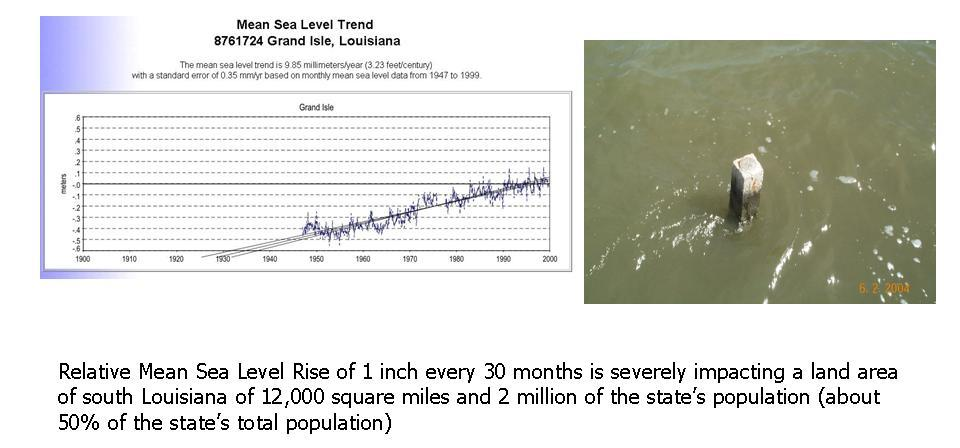 Mean Sea Level Trend
8761724 Grand Isle, Louisiana
The mean sea level trend is 9.85 millimeters/year (3.23 feet/century)
with a standard error of 0.35 mm/yr based on monthly mean sea level data from 1947 to 1999.
Grand Isle
.6
.5
.4
.3
.2
.1
-.0
-.1
-.2
-.3
-.4
-.5
-.6
meters
1900 1910 1920 1930 1940 1950 1960 1970 1980 1990 2000
6. 2. 2004
Relative Mean Sea Level Rise of 1 inch every 30 months is severely impacting a land area
of south Louisiana of 12,000 square miles and 2 million of the state's population (about
50% of the state's total population)